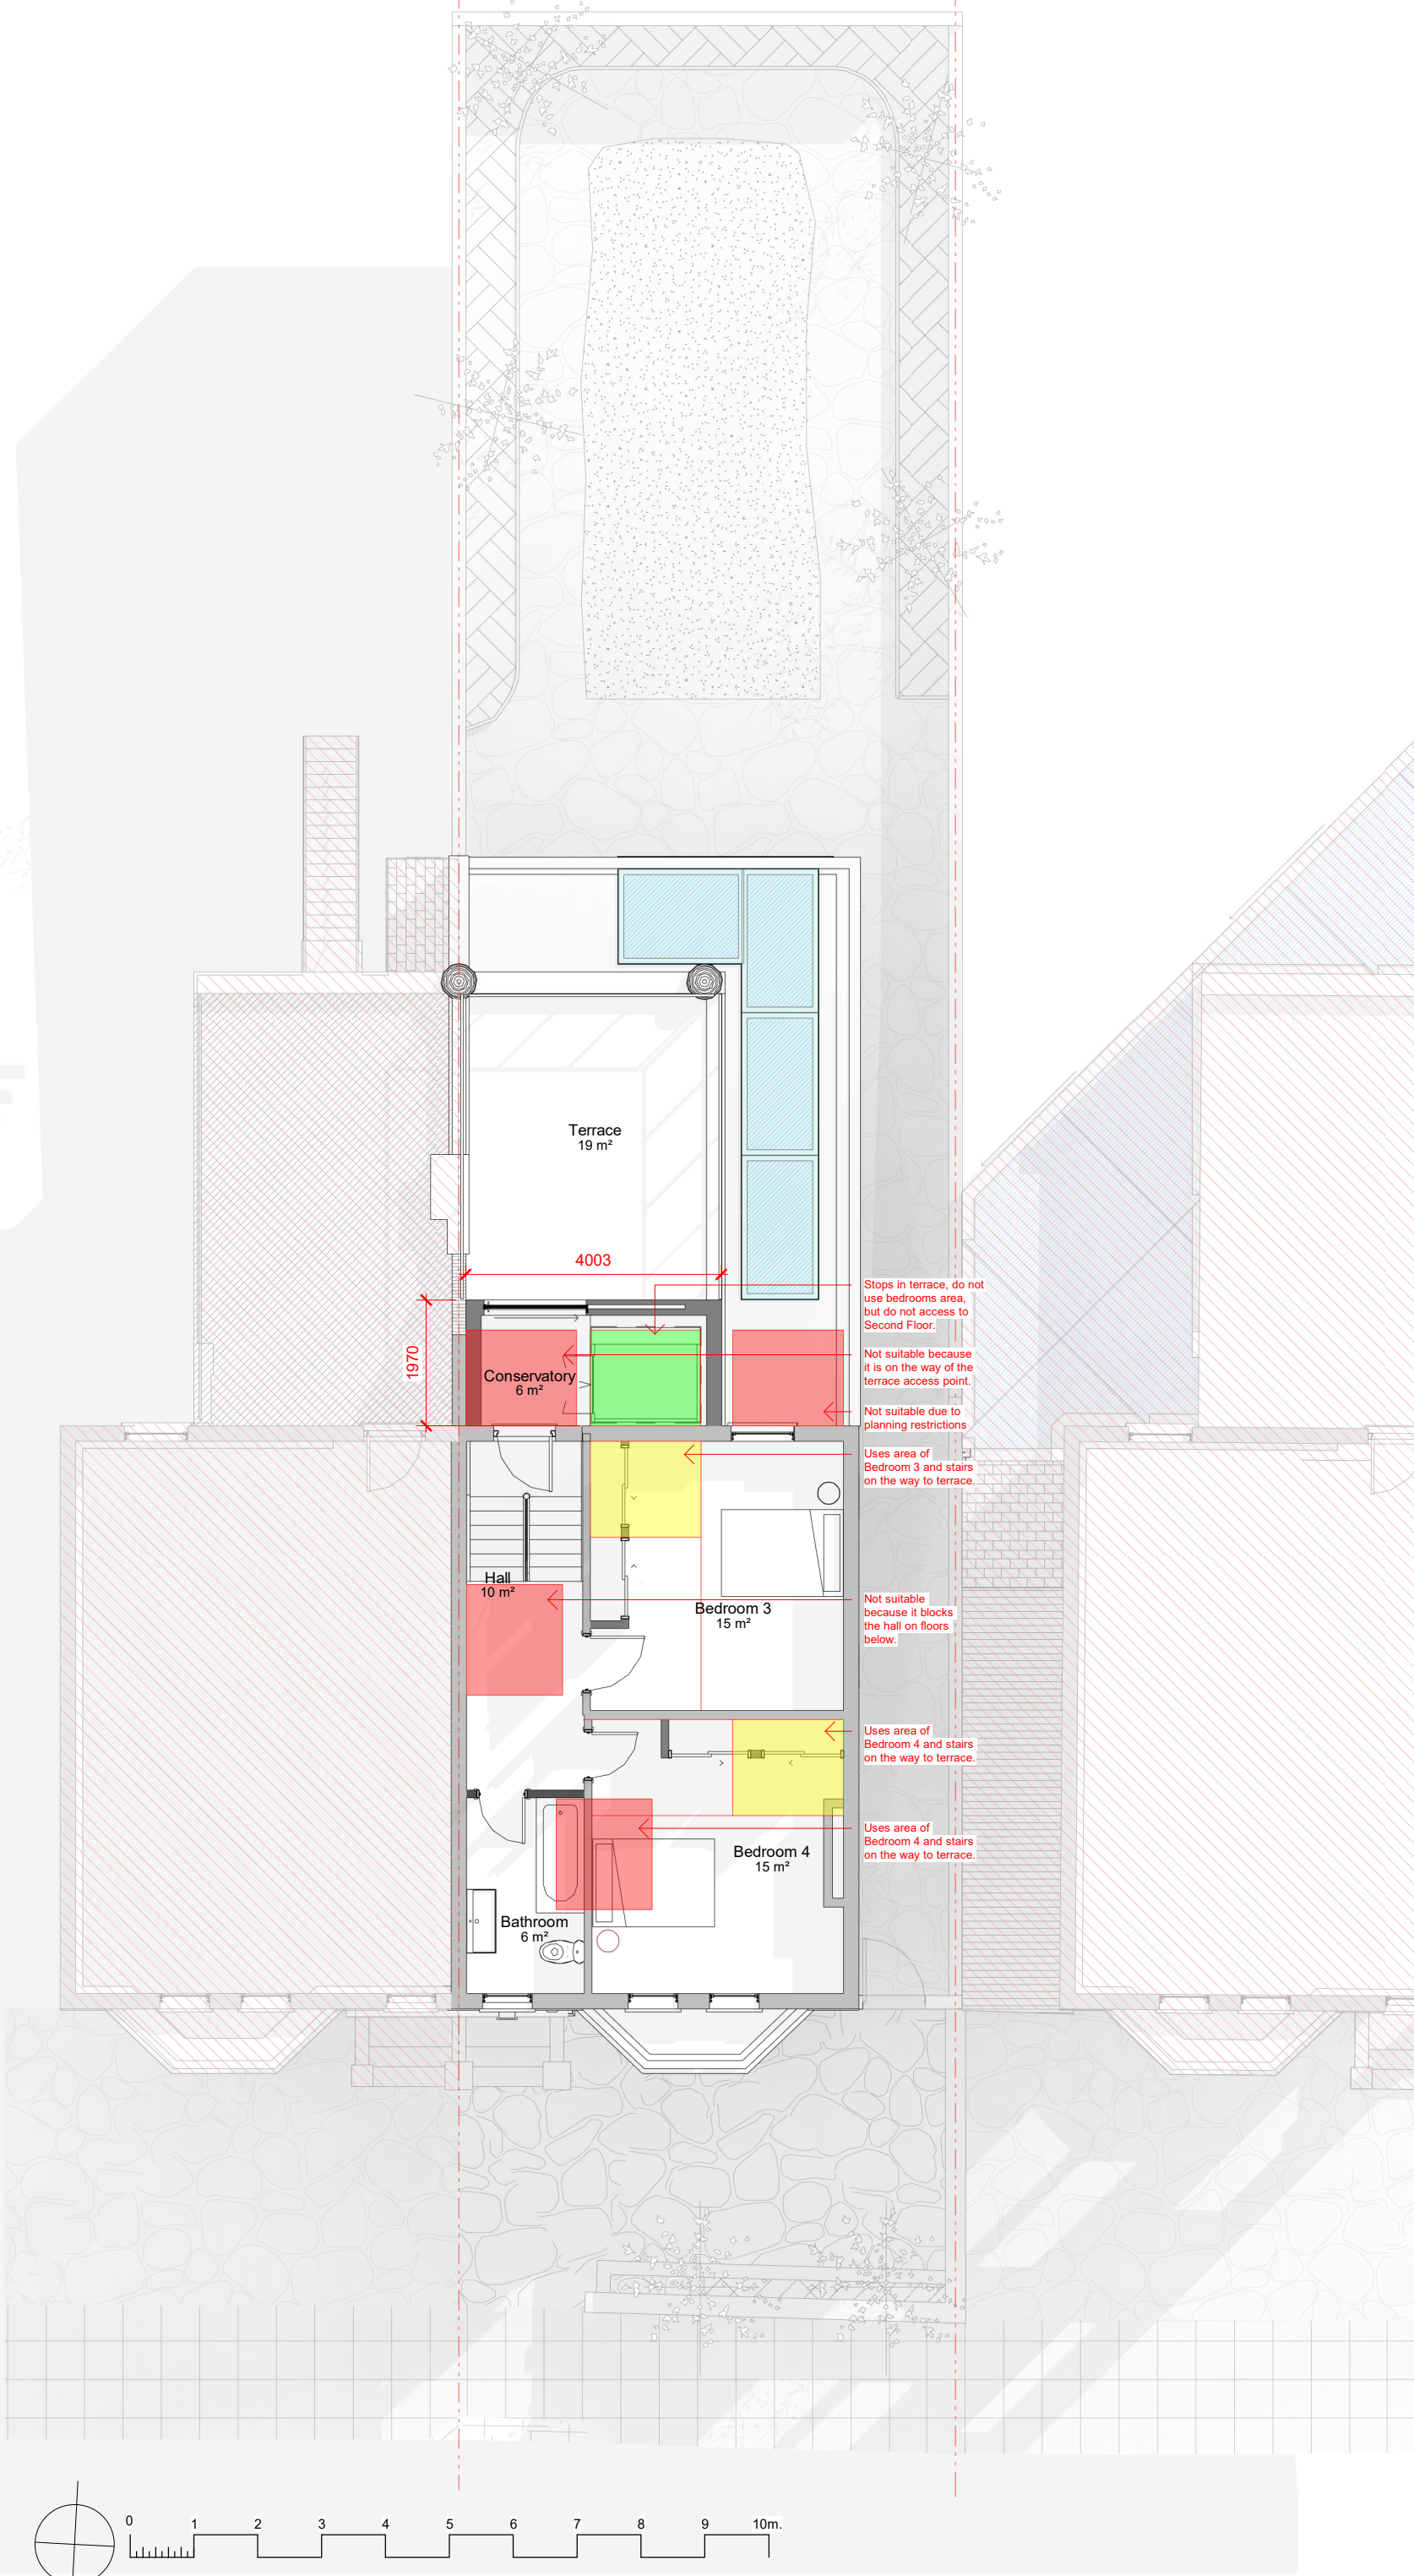 Terrace
19 m²
4003
Stops in terrace, do not
use bedrooms area,
but do not access to
Second Floor.
1970
Conservatory
6 m²
Not suitable because
it is on the way of the
terrace access point.
Not suitable due to
planning restrictions
Uses area of
Bedroom 3 and stairs
on the way to terrace.
Hall
10 m²
Bedroom 3
15 m²
Not suitable
because it blocks
the hall on floors
below.
Uses area of
Bedroom 4 and stairs
on the way to terrace.
Uses area of
Bedroom 4 and stairs
on the way to terrace.
Bedroom 4
15 m²
Bathroom
6 m²
0 1 2 3 4 5 6 7 8 9 10m.